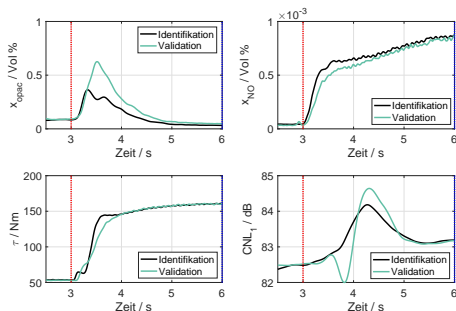 ×10⁻³
1
0.5
0
x_opac / Vol %
Identifikation
Validation
3 4 5 6
Zeit / s
1
0.5
0
x_NO / Vol %
Identifikation
Validation
3 4 5 6
Zeit / s
200
150
100
50
τ / Nm
Identifikation
Validation
3 4 5 6
Zeit / s
85
84
83
82
CNL_1 / dB
Identifikation
Validation
3 4 5 6
Zeit / s